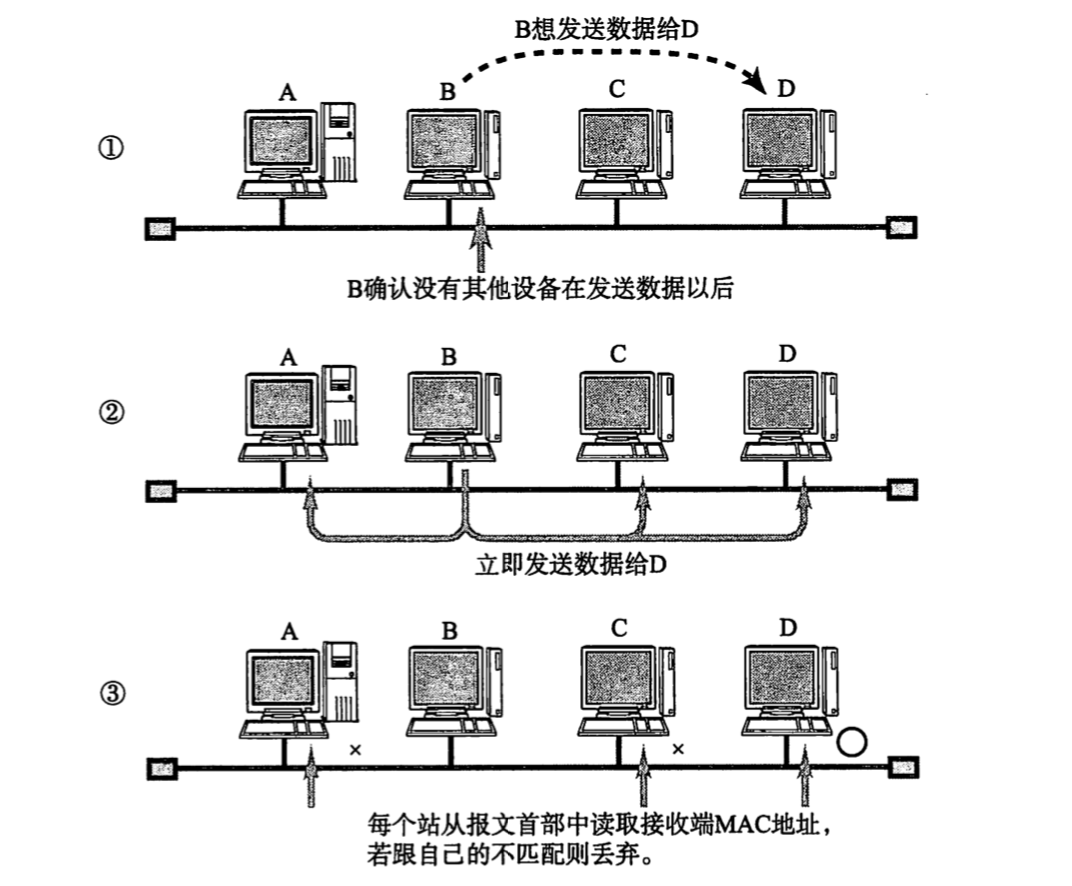 B想发送数据给D
A B C D
①
B确认没有其他设备在发送数据以后
A B C D
②
立即发送数据给D
A B C D
③
× ×
每个站从报文首部中读取接收端MAC地址，
若跟自己的不匹配则丢弃。